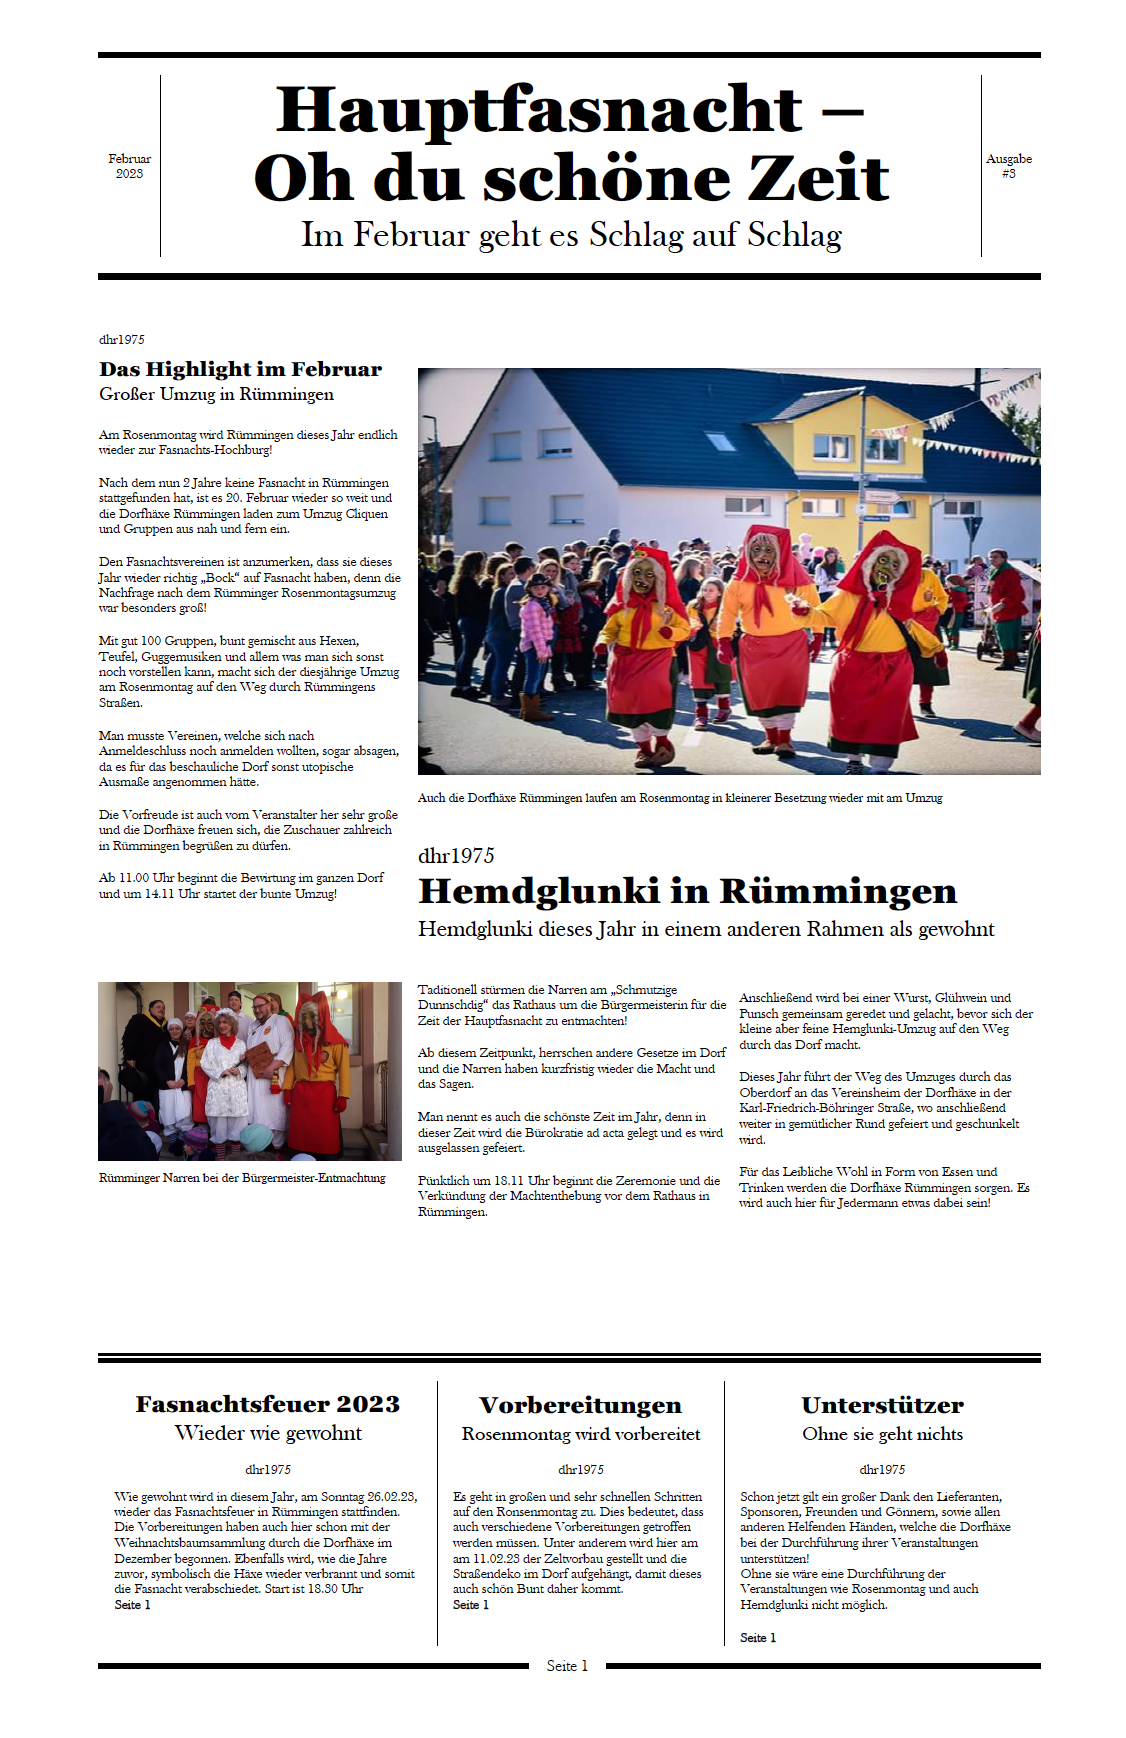 Februar
2023
Hauptfasnacht –
Oh du schöne Zeit
Im Februar geht es Schlag auf Schlag
Ausgabe
#3
dhr1975
Das Highlight im Februar
Großer Umzug in Rümmingen
Am Rosenmontag wird Rümmingen dieses Jahr endlich
wieder zur Fasnachts-Hochburg!
Nach dem nun 2 Jahre keine Fasnacht in Rümmingen
stattgefunden hat, ist es 20. Februar wieder so weit und
die Dorfhäxe Rümmingen laden zum Umzug Cliquen
und Gruppen aus nah und fern ein.
Den Fasnachtsvereinen ist anzumerken, dass sie dieses
Jahr wieder richtig „Bock“ auf Fasnacht haben, denn die
Nachfrage nach dem Rümminger Rosenmontagsumzug
war besonders groß!
Mit gut 100 Gruppen, bunt gemischt aus Hexen,
Teufel, Guggemusiken und allem was man sich sonst
noch vorstellen kann, macht sich der diesjährige Umzug
am Rosenmontag auf den Weg durch Rümmingens
Straßen.
Man musste Vereinen, welche sich nach
Anmeldeschluss noch anmelden wollten, sogar absagen,
da es für das beschauliche Dorf sonst utopische
Ausmaße angenommen hätte.
Die Vorfreude ist auch vom Veranstalter her sehr große
und die Dorfhäxe freuen sich, die Zuschauer zahlreich
in Rümmingen begrüßen zu dürfen.
Ab 11.00 Uhr beginnt die Bewirtung im ganzen Dorf
und um 14.11 Uhr startet der bunte Umzug!
Auch die Dorfhäxe Rümmingen laufen am Rosenmontag in kleinerer Besetzung wieder mit am Umzug
dhr1975
Hemdglunki in Rümmingen
Hemdglunki dieses Jahr in einem anderen Rahmen als gewohnt
Rümminger Narren bei der Bürgermeister-Entmachtung
Taditionell stürmen die Narren am „Schmutzige
Dunnschdig“ das Rathaus um die Bürgermeisterin für die
Zeit der Hauptfasnacht zu entmachten!
Ab diesem Zeitpunkt, herrschen andere Gesetze im Dorf
und die Narren haben kurzfristig wieder die Macht und
das Sagen.
Man nennt es auch die schönste Zeit im Jahr, denn in
dieser Zeit wird die Bürokratie ad acta gelegt und es wird
ausgelassen gefeiert.
Pünktlich um 18.11 Uhr beginnt die Zeremonie und die
Verkündung der Machtenthebung vor dem Rathaus in
Rümmingen.
Anschließend wird bei einer Wurst, Glühwein und
Punsch gemeinsam geredet und gelacht, bevor sich der
kleine aber feine Hemglunki-Umzug auf den Weg
durch das Dorf macht.
Dieses Jahr führt der Weg des Umzuges durch das
Oberdorf an das Vereinsheim der Dorfhäxe in der
Karl-Friedrich-Böhringer Straße, wo anschließend
weiter in gemütlicher Rund gefeiert und geschunkelt
wird.
Für das Leibliche Wohl in Form von Essen und
Trinken werden die Dorfhäxe Rümmingen sorgen. Es
wird auch hier für Jedermann etwas dabei sein!
Fasnachtsfeuer 2023
Wieder wie gewohnt
dhr1975
Wie gewohnt wird in diesem Jahr, am Sonntag 26.02.23,
wieder das Fasnachtsfeuer in Rümmingen stattfinden.
Die Vorbereitungen haben auch hier schon mit der
Weihnachtsbaumsammlung durch die Dorfhäxe im
Dezember begonnen. Ebenfalls wird, wie die Jahre
zuvor, symbolisch die Häxe wieder verbrannt und somit
die Fasnacht verabschiedet. Start ist 18.30 Uhr
Seite 1
Vorbereitungen
Rosenmontag wird vorbereitet
dhr1975
Es geht in großen und sehr schnellen Schritten
auf den Ronsenmontag zu. Dies bedeutet, dass
auch verschiedene Vorbereitungen getroffen
werden müssen. Unter anderem wird hier am
am 11.02.23 der Zeltvorbau gestellt und die
Straßendeko im Dorf aufgehängt, damit dieses
auch schön Bunt daher kommt.
Seite 1
Unterstützer
Ohne sie geht nichts
dhr1975
Schon jetzt gilt ein großer Dank den Lieferanten,
Sponsoren, Freunden und Gönnern, sowie allen
anderen Helfenden Händen, welche die Dorfhäxe
bei der Durchführung ihrer Veranstaltungen
unterstützen!
Ohne sie wäre eine Durchführung der
Veranstaltungen wie Rosenmontag und auch
Hemdglunki nicht möglich.
Seite 1
Seite 1